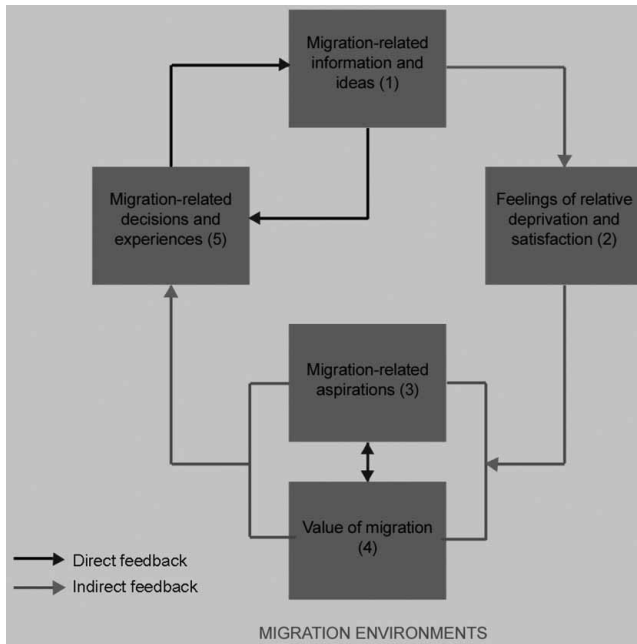 Migration-related
information and
ideas (1)
Migration-related
decisions and
experiences (5)
Feelings of relative
deprivation and
satisfaction (2)
Migration-related
aspirations (3)
Value of migration
(4)
Direct feedback
Indirect feedback
MIGRATION ENVIRONMENTS